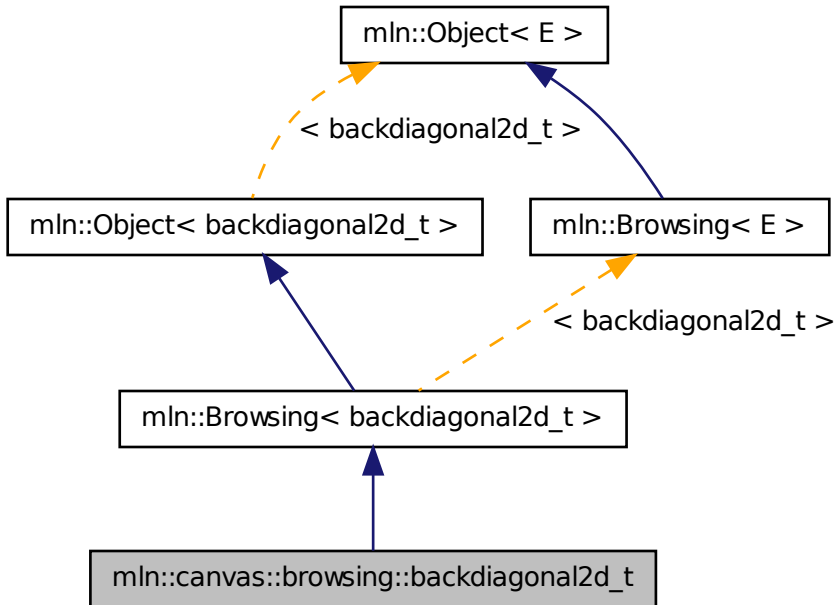 mln::Object< E >
< backdiagonal2d_t >
mln::Object< backdiagonal2d_t >
mln::Browsing< E >
< backdiagonal2d_t >
mln::Browsing< backdiagonal2d_t >
mln::canvas::browsing::backdiagonal2d_t